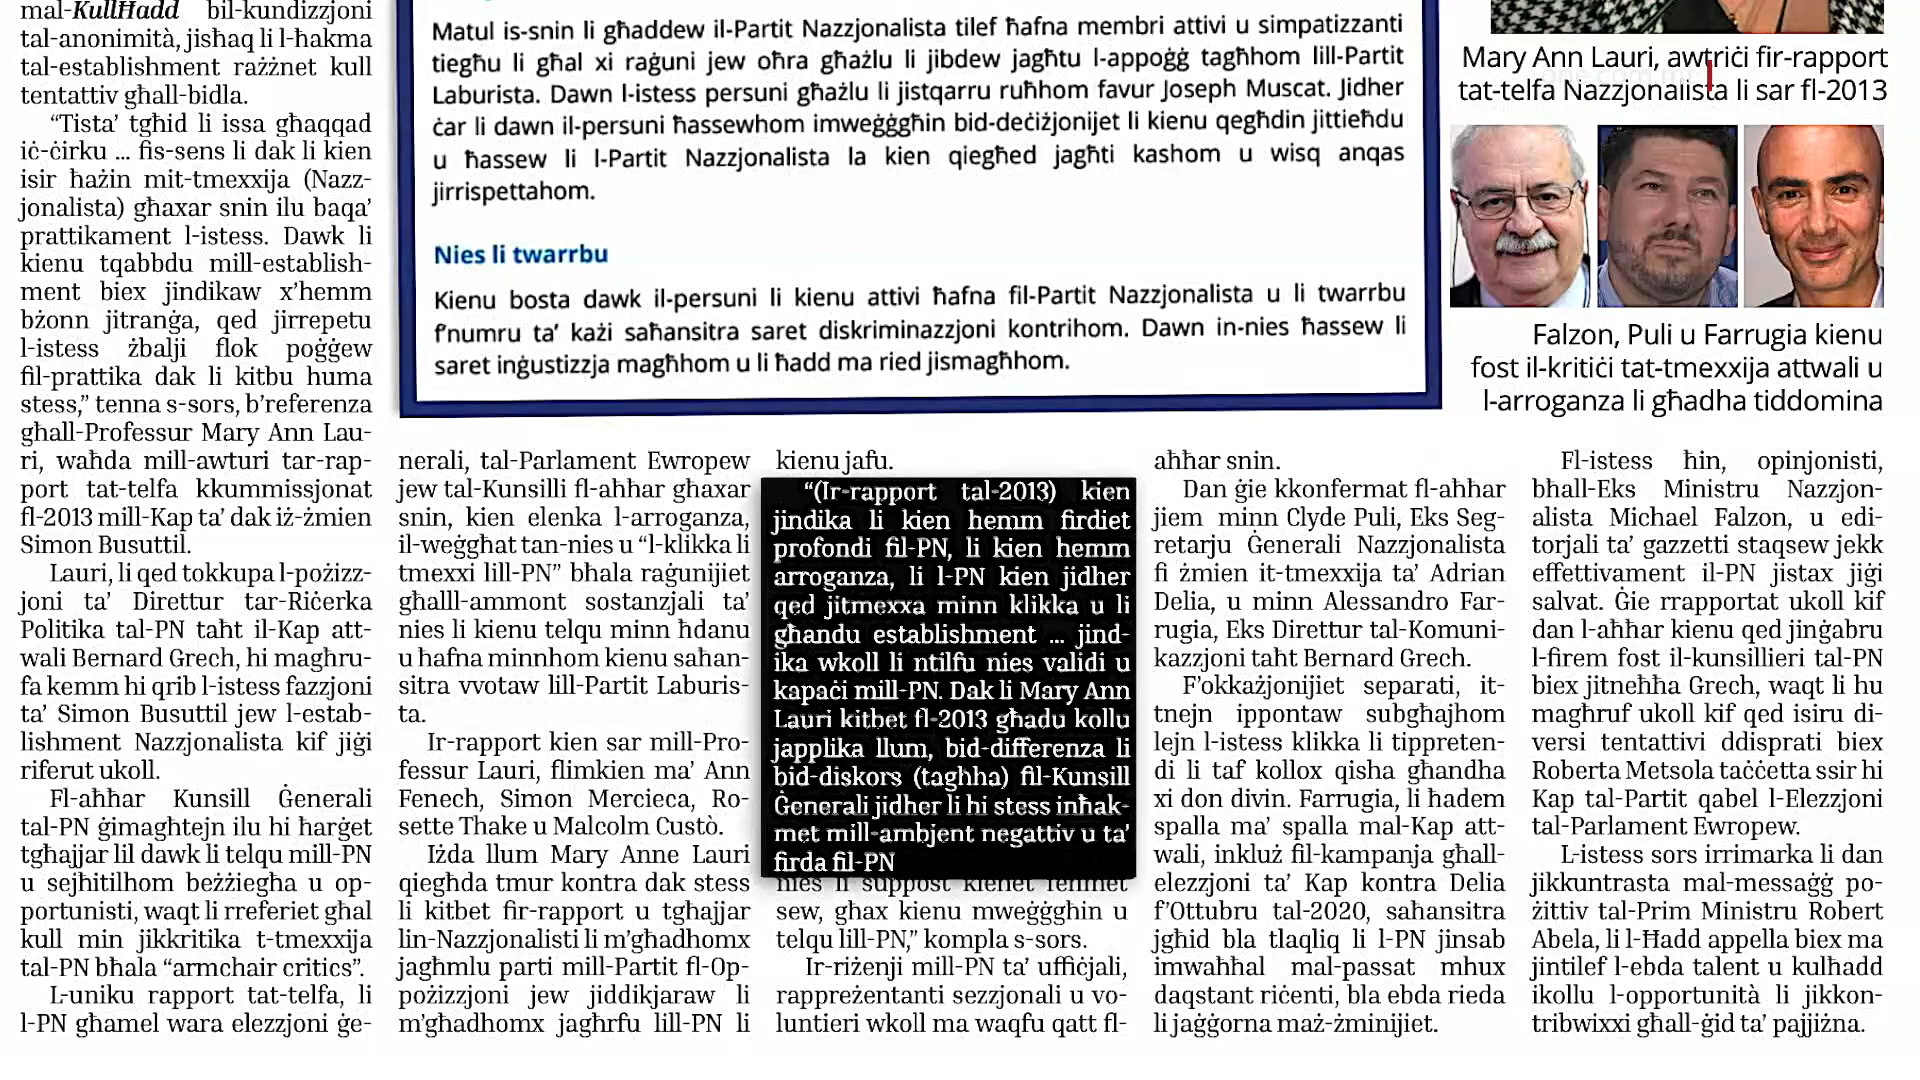 mal-KullĦadd bil-kundizzjoni
tal-anonimità, jisħaq li l-ħakma
tal-establishment rażżnet kull
tentattiv għall-bidla.
“Tista’ tgħid li issa għaqqad
iċ-ċirku ... fis-sens li dak li kien
isir ħażin mit-tmexxija (Nazz-
jonalista) għaxar snin ilu baqa’
prattikament l-istess. Dawk li
kienu tqabbdu mill-establish-
ment biex jindikaw x’hemm
bżonn jitranġa, qed jirrepetu
l-istess żbalji flok poġġew
fil-prattika dak li kitbu huma
stess,” tenna s-sors, b’referenza
għall-Professur Mary Ann Lau-
ri, waħda mill-awturi tar-rap-
port tat-telfa kkummissjonat
fl-2013 mill-Kap ta’ dak iż-żmien
Simon Busuttil.
Lauri, li qed tokkupa l-pożizz-
joni ta’ Direttur tar-Riċerka
Politika tal-PN taħt il-Kap att-
wali Bernard Grech, hi magħru-
fa kemm hi qrib l-istess fazzjoni
ta’ Simon Busuttil jew l-estab-
lishment Nazzjonalista kif jiġi
riferut ukoll.
Fl-aħħar Kunsill Ġenerali
tal-PN ġimagħtejn ilu hi ħarġet
tgħajjar lil dawk li telqu mill-PN
u sejħitilhom beżżiegħa u op-
portunisti, waqt li rreferiet għal
kull min jikkritika t-tmexxija
tal-PN bħala “armchair critics”.
L-uniku rapport tat-telfa, li
l-PN għamel wara elezzjoni ġe-
Matul is-snin li għaddew il-Partit Nazzjonalista tilef ħafna membri attivi u simpatizzanti
tiegħu li għal xi raġuni jew oħra għażlu li jibdew jagħtu l-appoġġ tagħhom lill-Partit
Laburista. Dawn l-istess persuni għażlu li jistqarru ruħhom favur Joseph Muscat. Jidher
ċar li dawn il-persuni ħassewhom imweġġgħin bid-deċiżjonijet li kienu qegħdin jittieħdu
u ħassew li l-Partit Nazzjonalista la kien qiegħed jagħti kashom u wisq anqas
jirrispettahom.
Nies li twarrbu
Kienu bosta dawk il-persuni li kienu attivi ħafna fil-Partit Nazzjonalista u li twarrbu
f’numru ta’ każi saħansitra saret diskriminazzjoni kontrihom. Dawn in-nies ħassew li
saret inġustizzja magħhom u li ħadd ma ried jismagħhom.
Mary Ann Lauri, awtriċi fir-rapport
tat-telfa Nazzjonalista li sar fl-2013
Falzon, Puli u Farrugia kienu
fost il-kritiċi tat-tmexxija attwali u
l-arroganza li għadha tiddomina
nerali, tal-Parlament Ewropew
jew tal-Kunsilli fl-aħħar għaxar
snin, kien elenka l-arroganza,
il-weġgħat tan-nies u “l-klikka li
tmexxi lill-PN” bħala raġunijiet
għalll-ammont sostanzjali ta’
nies li kienu telqu minn ħdanu
u ħafna minnhom kienu saħan-
sitra vvotaw lill-Partit Laburis-
ta.
Ir-rapport kien sar mill-Pro-
fessur Lauri, flimkien ma’ Ann
Fenech, Simon Mercieca, Ro-
sette Thake u Malcolm Custò.
Iżda llum Mary Anne Lauri
qiegħda tmur kontra dak stess
li kitbet fir-rapport u tgħajjar
lin-Nazzjonalisti li m’għadhomx
jagħmlu parti mill-Partit fl-Op-
pożizzjoni jew jiddikjaraw li
m’għadhomx jagħrfu lill-PN li
kienu jafu.
“(Ir-rapport tal-2013) kien
jindika li kien hemm firdiet
profondi fil-PN, li kien hemm
arroganza, li l-PN kien jidher
qed jitmexxa minn klikka u li
għandu establishment ... jind-
ika wkoll li ntilfu nies validi u
kapaċi mill-PN. Dak li Mary Ann
Lauri kitbet fl-2013 għadu kollu
japplika llum, bid-differenza li
bid-diskors (tagħha) fil-Kunsill
Ġenerali jidher li hi stess inħak-
met mill-ambjent negattiv u ta’
firda fil-PN
nies li suppost kienet fehmet
sew, għax kienu mweġġgħin u
telqu lill-PN,” kompla s-sors.
Ir-riżenji mill-PN ta’ uffiċjali,
rappreżentanti sezzjonali u vo-
luntieri wkoll ma waqfu qatt fl-
aħħar snin.
Dan ġie kkonfermat fl-aħħar
jiem minn Clyde Puli, Eks Seg-
retarju Ġenerali Nazzjonalista
fi żmien it-tmexxija ta’ Adrian
Delia, u minn Alessandro Far-
rugia, Eks Direttur tal-Komuni-
kazzjoni taħt Bernard Grech.
F’okkażjonijiet separati, it-
tnejn ippontaw subgħajhom
lejn l-istess klikka li tippreten-
di li taf kollox qisha għandha
xi don divin. Farrugia, li ħadem
spalla ma’ spalla mal-Kap att-
wali, inkluż fil-kampanja għall-
elezzjoni ta’ Kap kontra Delia
f’Ottubru tal-2020, saħansitra
jgħid bla tlaqliq li l-PN jinsab
imwaħħal mal-passat mhux
daqstant riċenti, bla ebda rieda
li jaġġorna maż-żminijiet.
Fl-istess ħin, opinjonisti,
bħall-Eks Ministru Nazzjon-
alista Michael Falzon, u edi-
torjali ta’ gazzetti staqsew jekk
effettivament il-PN jistax jiġi
salvat. Ġie rrapportat ukoll kif
dan l-aħħar kienu qed jinġabru
l-firem fost il-kunsillieri tal-PN
biex jitneħħa Grech, waqt li hu
magħruf ukoll kif qed isiru di-
versi tentattivi ddisprati biex
Roberta Metsola taċċetta ssir hi
Kap tal-Partit qabel l-Elezzjoni
tal-Parlament Ewropew.
L-istess sors irrimarka li dan
jikkuntrasta mal-messaġġ po-
żittiv tal-Prim Ministru Robert
Abela, li l-Ħadd appella biex ma
jintilef l-ebda talent u kulħadd
ikollu l-opportunità li jikkon-
tribwixxi għall-ġid ta’ pajjiżna.